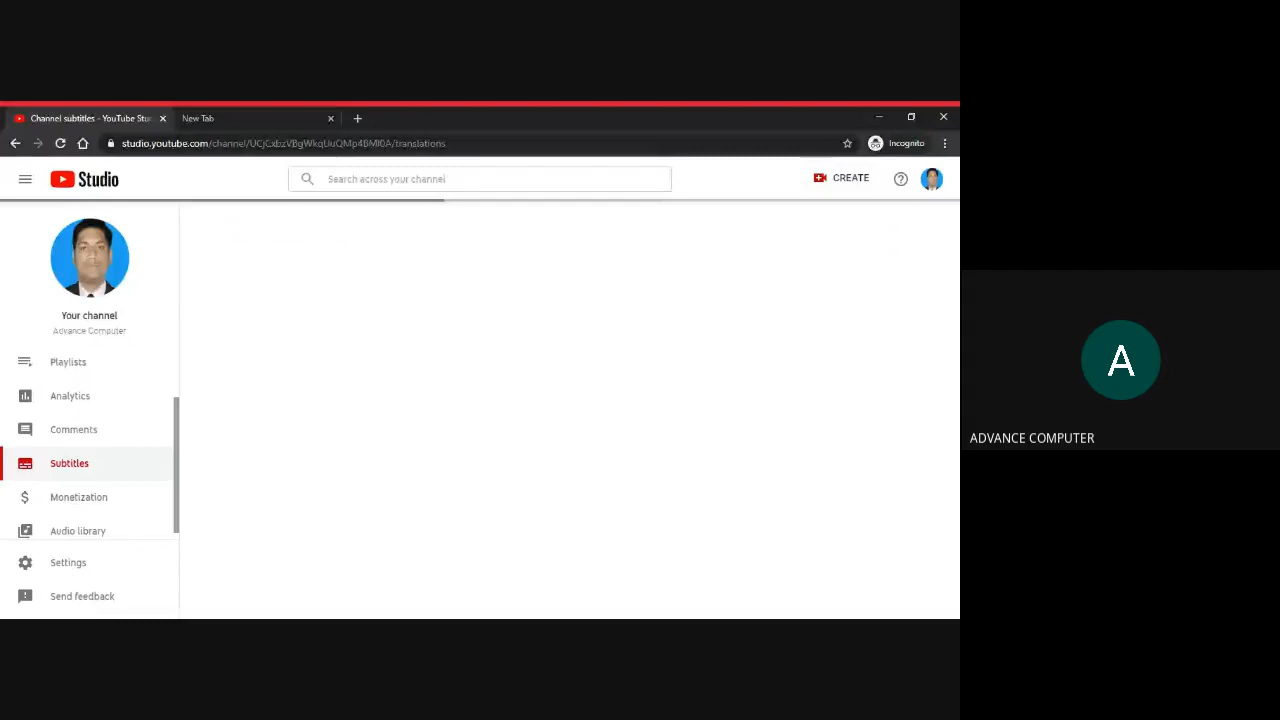 Channel subtitles - YouTube Stu
New Tab
studio.youtube.com/channel/UCjCxbzVBgWkqUuQMp4BMI0A/translations
Incognito
Studio
Search across your channel
CREATE
Your channel
Advance Computer
Playlists
Analytics
Comments
Subtitles
Monetization
Audio library
Settings
Send feedback
A
ADVANCE COMPUTER